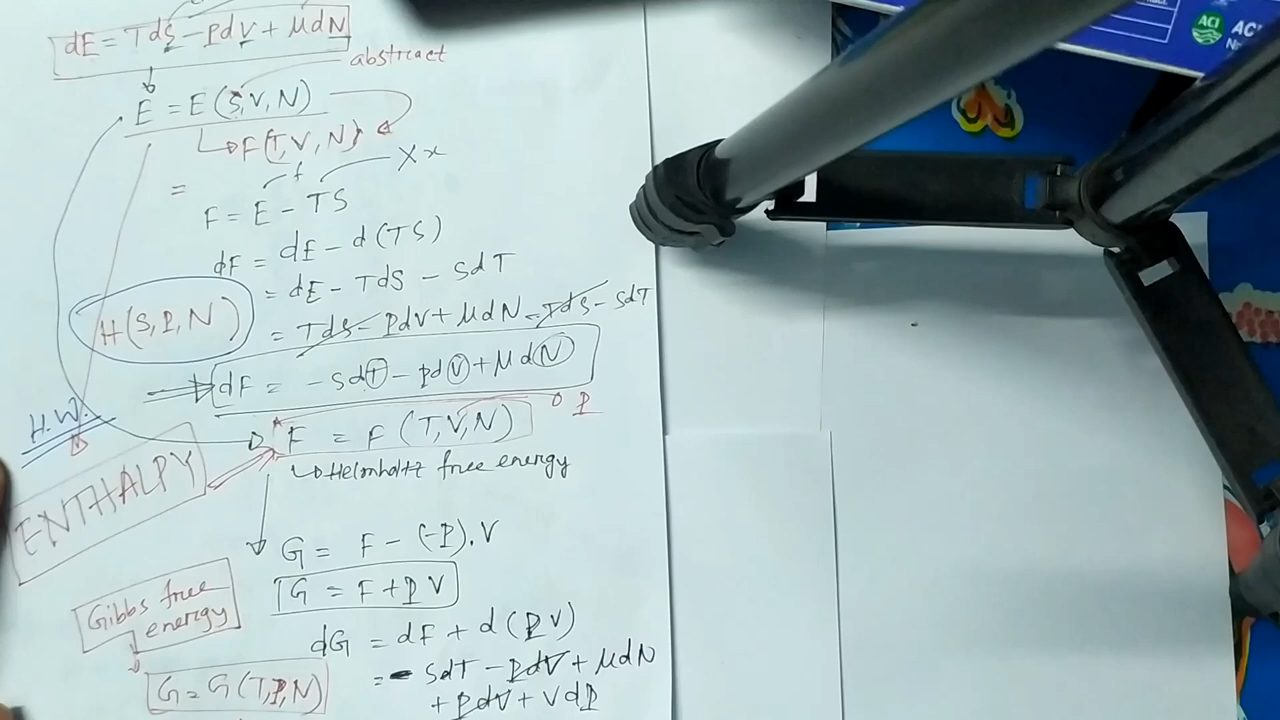 dE = Tds - PdV + μdN
abstract
E = E (S,V,N)
F(T,V,N)
= X x
F = E - TS
dF = dE - d(TS)
= dE - TdS - SdT
H(S,P,N)
= TdS - PdV + μdN - TdS - SdT
dF = - SdT - PdV + μdN
H.W.
P
F = F (T,V,N)
Helmholtz free energy
ENTHALPY
G = F - (-P).V
G = F + PV
Gibbs free
energy
dG = dF + d(PV)
= - SdT - PdV + μdN
+ PdV + VdP
G = G(T,P,N)
ACI